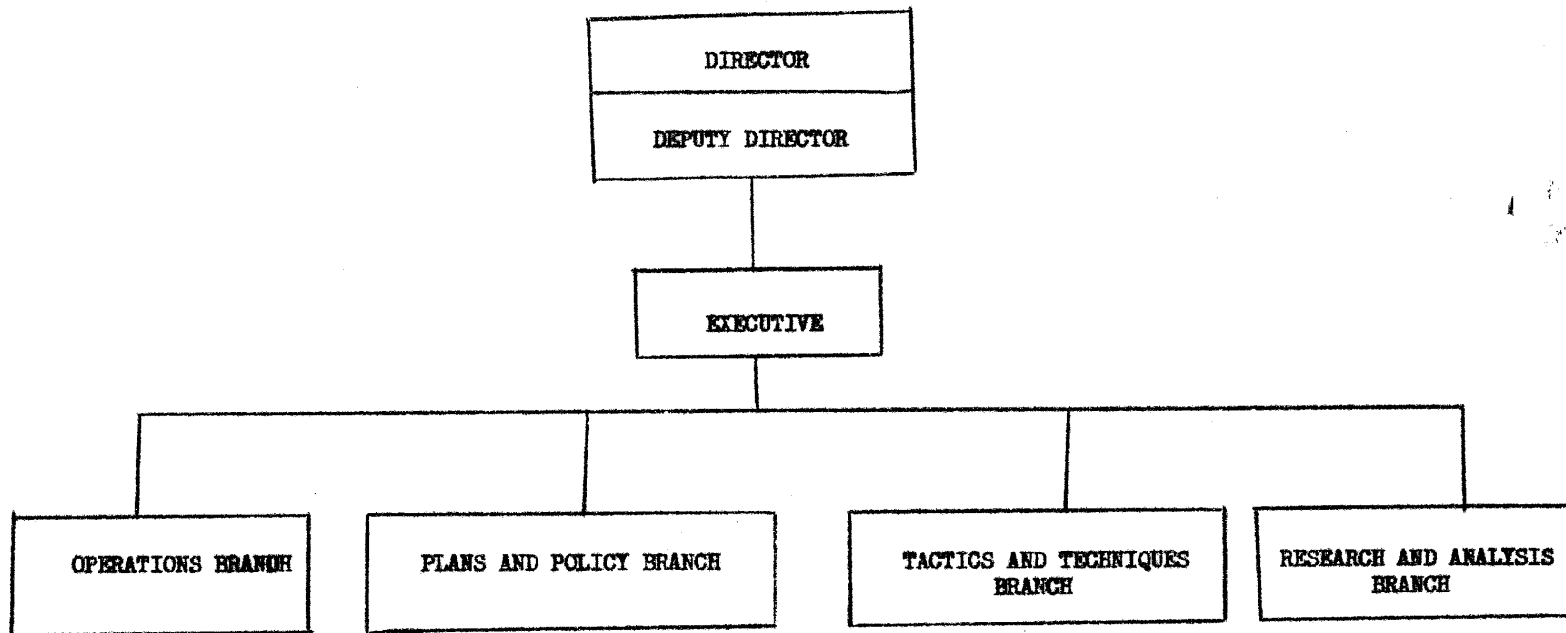 DIRECTOR
DEPUTY DIRECTOR
EXECUTIVE
OPERATIONS BRANCH
PLANS AND POLICY BRANCH
TACTICS AND TECHNIQUES
BRANCH
RESEARCH AND ANALYSIS
BRANCH